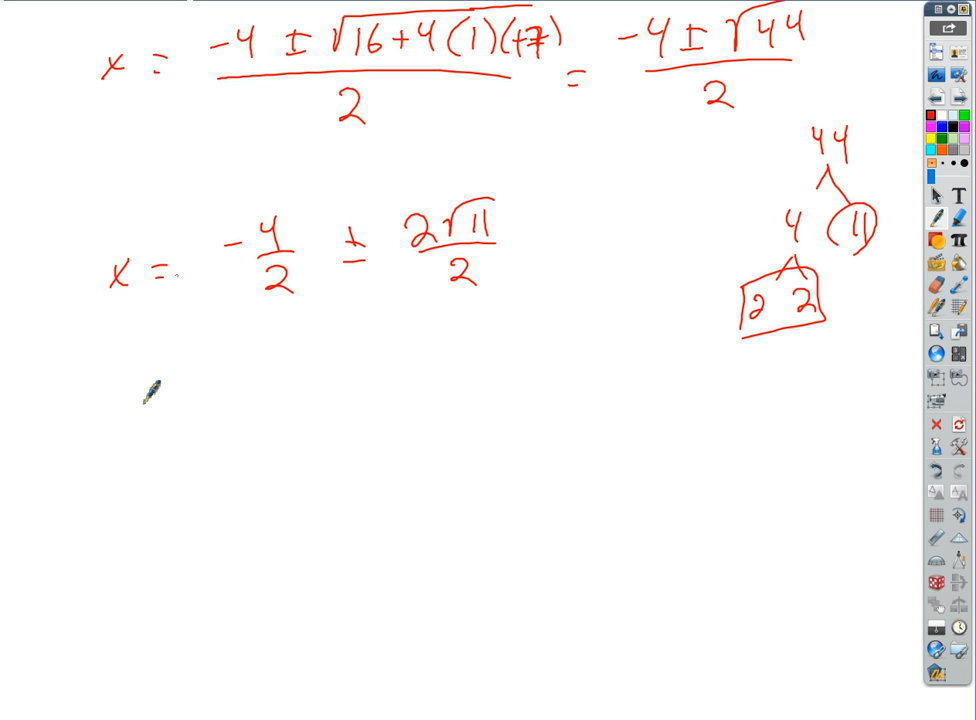 x = -4 ± √16 + 4 (1)(+7) / 2 = -4 ± √44 / 2
44
4 11
2 2
x = -4/2 ± 2√11 / 2